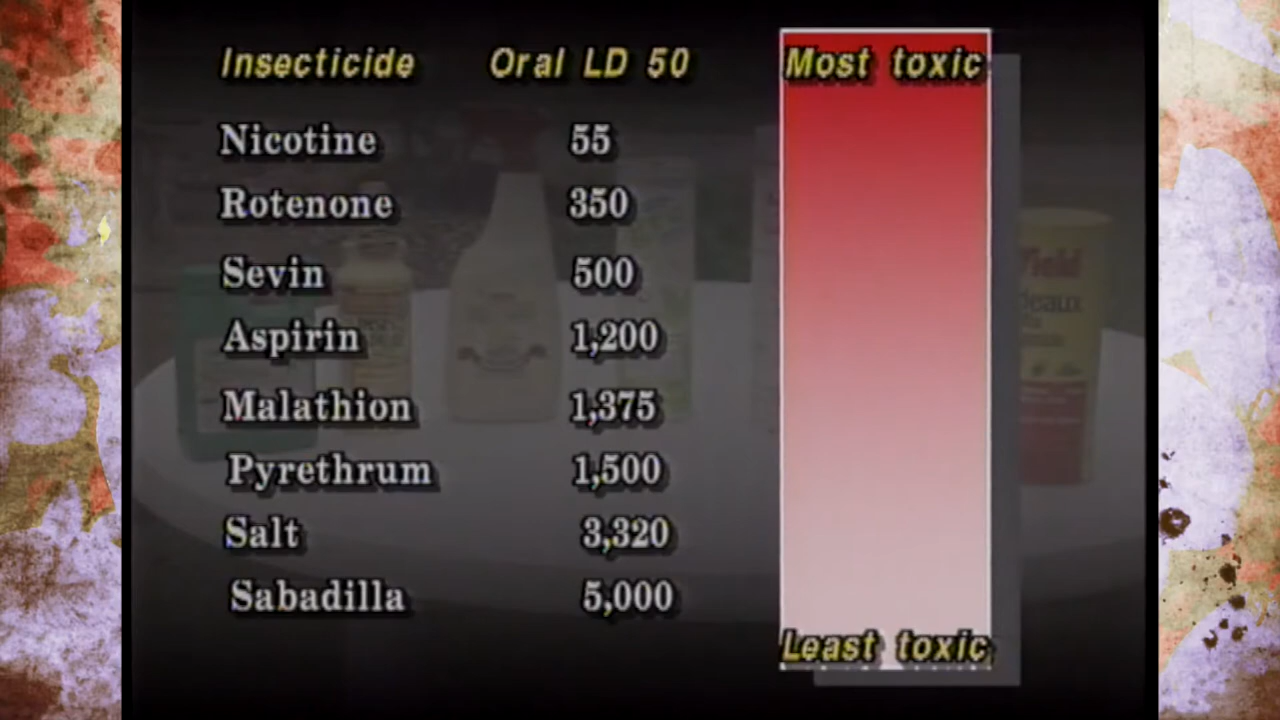 Insecticide Oral LD 50 Most toxic
Nicotine 55
Rotenone 350
Sevin 500
Aspirin 1,200
Malathion 1,375
Pyrethrum 1,500
Salt 3,320
Sabadilla 5,000
Least toxic